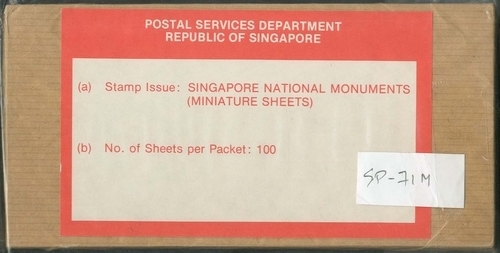 POSTAL SERVICES DEPARTMENT
REPUBLIC OF SINGAPORE
(a) Stamp Issue: SINGAPORE NATIONAL MONUMENTS
(MINIATURE SHEETS)
(b) No. of Sheets per Packet: 100
SP-71M